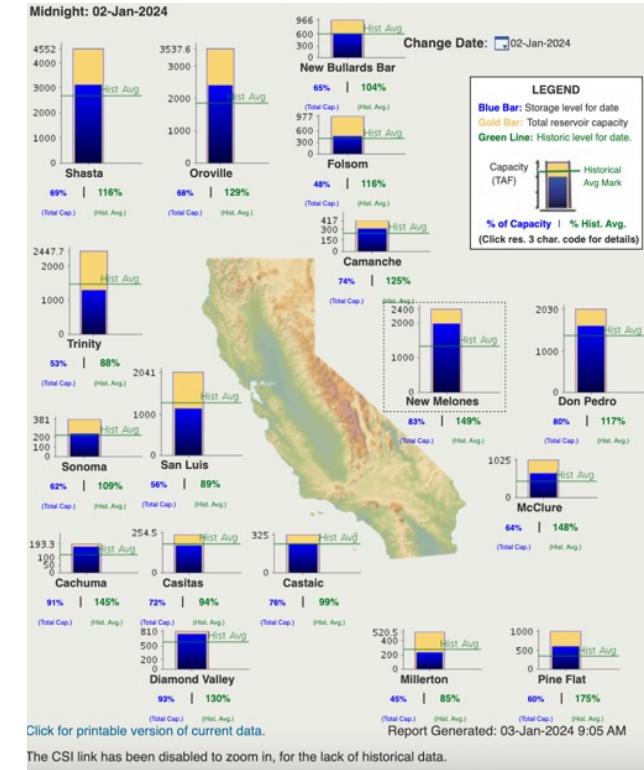 Midnight: 02-Jan-2024
Change Date: 02-Jan-2024
4552
4000
3000
2000
1000
0
Hist Avg
Shasta
69% | 116%
(Total Cap.) (Hist. Avg.)
3537.6
3000
2000
1000
0
Hist Avg
Oroville
68% | 129%
(Total Cap.) (Hist. Avg.)
966
600
300
0
Hist Avg
New Bullards Bar
65% | 104%
(Total Cap.) (Hist. Avg.)
977
600
300
0
Hist Avg
Folsom
48% | 116%
(Total Cap.) (Hist. Avg.)
417
300
150
0
Hist Avg
Camanche
74% | 125%
(Total Cap.) (Hist. Avg.)
LEGEND
Blue Bar: Storage level for date
Gold Bar: Total reservoir capacity
Green Line: Historic level for date.
Capacity
(TAF)
Historical
Avg Mark
% of Capacity | % Hist. Avg.
(Click res. 3 char. code for details)
2447.7
2000
1000
0
Hist Avg
Trinity
53% | 88%
(Total Cap.) (Hist. Avg.)
2400
2000
1000
0
Hist Avg
New Melones
83% | 149%
(Total Cap.) (Hist. Avg.)
2030
1000
0
Hist Avg
Don Pedro
80% | 117%
(Total Cap.) (Hist. Avg.)
381
200
100
0
Hist Avg
Sonoma
62% | 109%
(Total Cap.) (Hist. Avg.)
2041
1000
0
Hist Avg
San Luis
56% | 89%
(Total Cap.) (Hist. Avg.)
1025
500
0
Hist Avg
McClure
64% | 148%
(Total Cap.) (Hist. Avg.)
193.3
100
50
0
Hist Avg
Cachuma
91% | 145%
(Total Cap.) (Hist. Avg.)
254.5
200
0
Hist Avg
Casitas
72% | 94%
(Total Cap.) (Hist. Avg.)
325
0
Hist Avg
Castaic
76% | 99%
(Total Cap.) (Hist. Avg.)
810
500
200
0
Hist Avg
Diamond Valley
93% | 130%
(Total Cap.) (Hist. Avg.)
520.5
400
200
0
Hist Avg
Millerton
45% | 85%
(Total Cap.) (Hist. Avg.)
1000
500
0
Hist Avg
Pine Flat
60% | 175%
(Total Cap.) (Hist. Avg.)
Click for printable version of current data.
Report Generated: 03-Jan-2024 9:05 AM
The CSI link has been disabled to zoom in, for the lack of historical data.